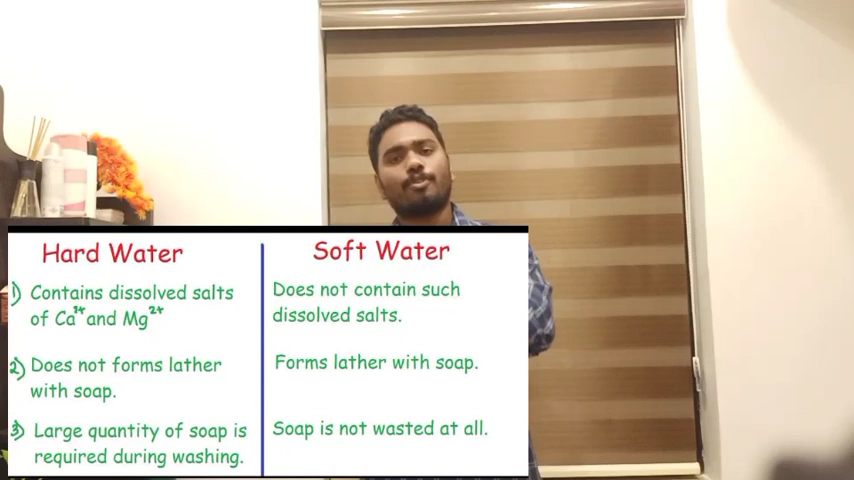 Hard Water
Soft Water
1) Contains dissolved salts
of Ca²⁺ and Mg²⁺
Does not contain such
dissolved salts.
2) Does not forms lather
with soap.
Forms lather with soap.
3) Large quantity of soap is
required during washing.
Soap is not wasted at all.